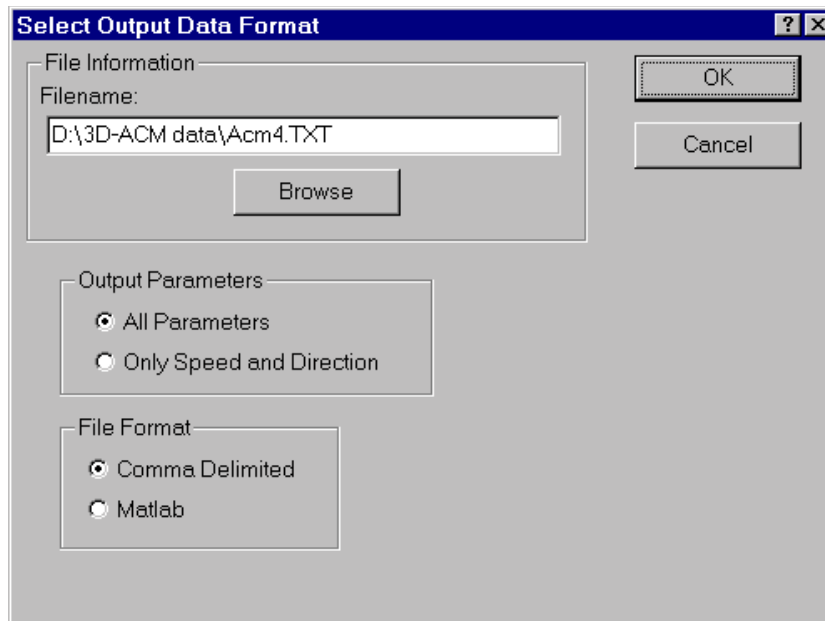 Select Output Data Format
File Information
Filename:
D:\3D-ACM data\Acm4.TXT
Browse
OK
Cancel
Output Parameters
All Parameters
Only Speed and Direction
File Format
Comma Delimited
Matlab